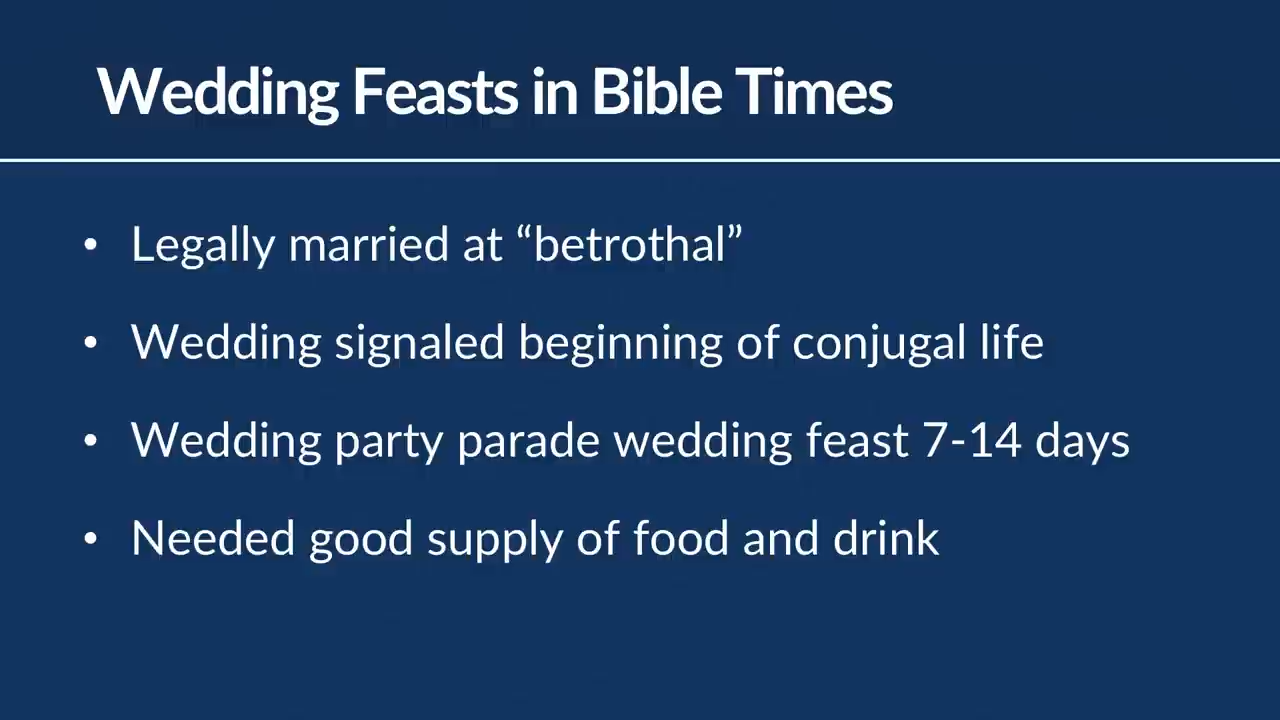 Wedding Feasts in Bible Times
• Legally married at “betrothal”
• Wedding signaled beginning of conjugal life
• Wedding party parade wedding feast 7-14 days
• Needed good supply of food and drink